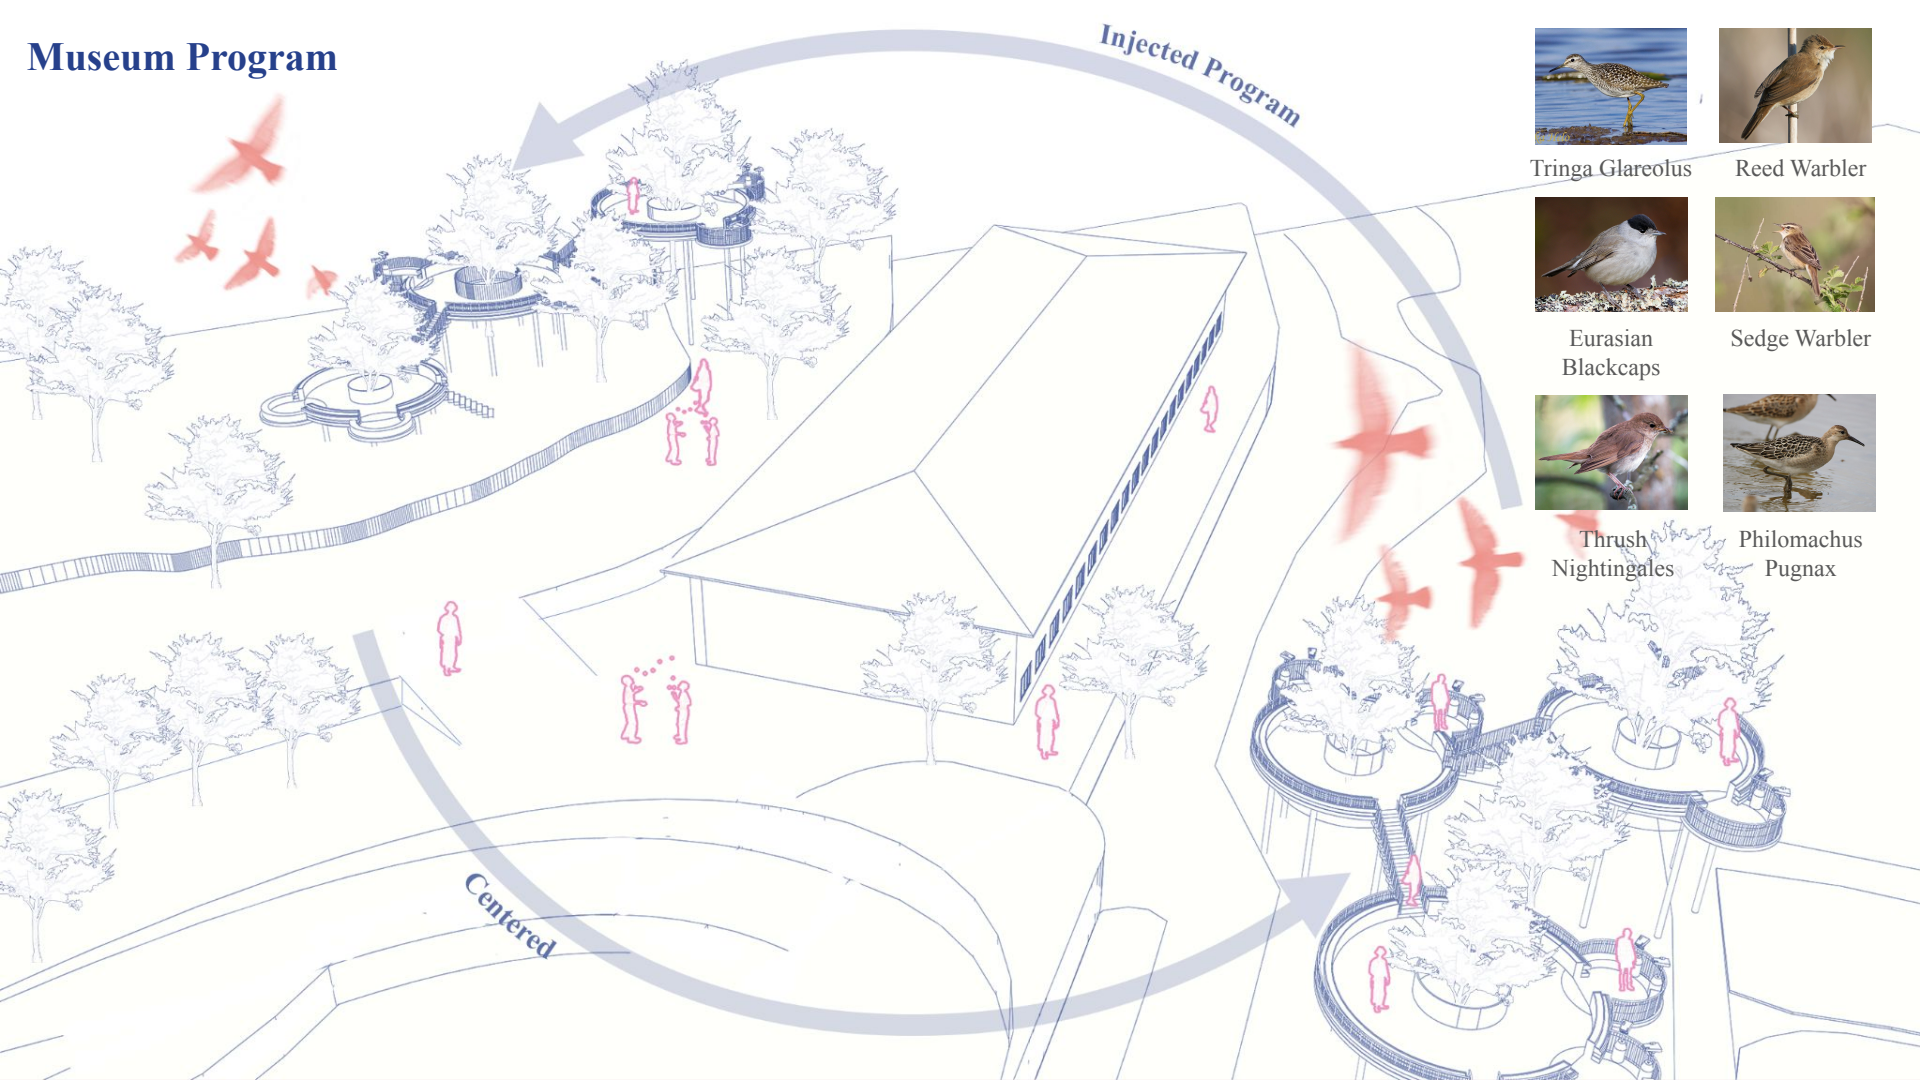 Museum Program
Injected Program
Tringa Glareolus
Reed Warbler
Eurasian
Blackcaps
Sedge Warbler
Thrush
Nightingales
Philomachus
Pugnax
Centered